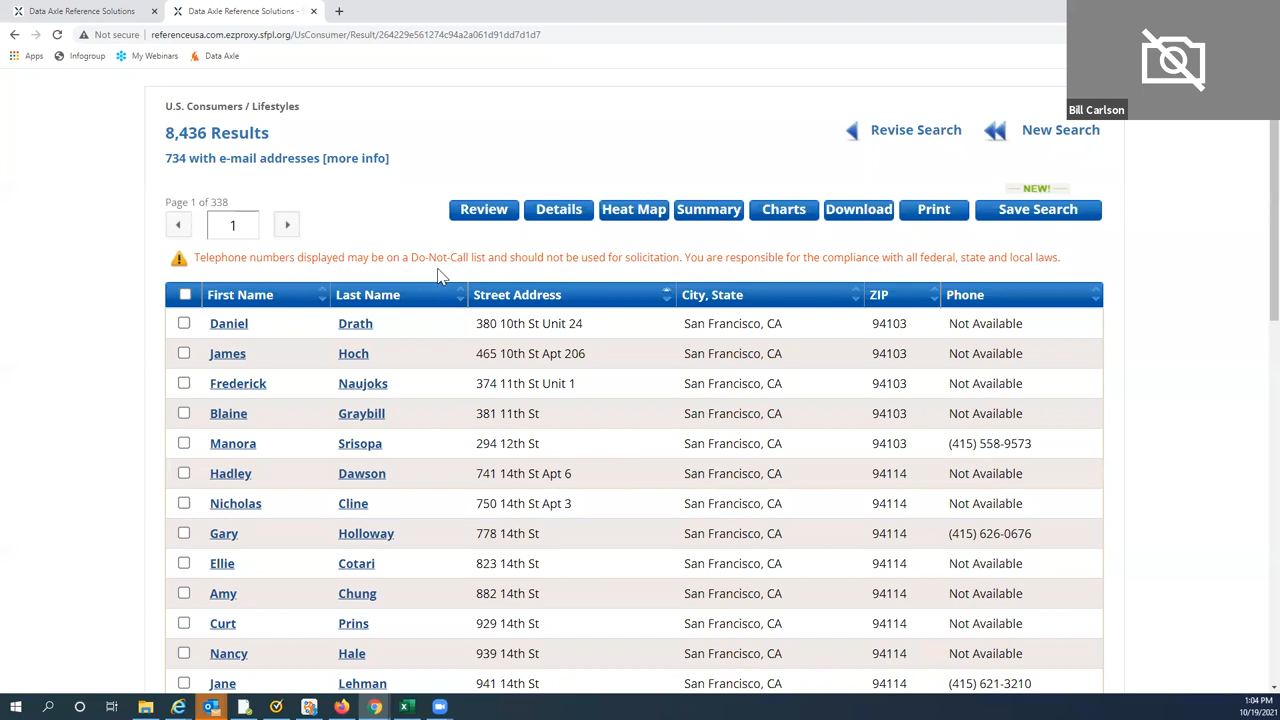 Data Axle Reference Solutions
Data Axle Reference Solutions - S
Not secure | referenceusa.com.ezproxy.sfpl.org/UsConsumer/Result/264229e561274c94a2a061d91dd7d1d7
Apps Infogroup My Webinars Data Axle
Bill Carlson
U.S. Consumers / Lifestyles
8,436 Results
Revise Search New Search
734 with e-mail addresses [more info]
NEW!
Page 1 of 338
1
Review Details Heat Map Summary Charts Download Print Save Search
Telephone numbers displayed may be on a Do-Not-Call list and should not be used for solicitation. You are responsible for the compliance with all federal, state and local laws.
First Name Last Name Street Address City, State ZIP Phone
Daniel Drath 380 10th St Unit 24 San Francisco, CA 94103 Not Available
James Hoch 465 10th St Apt 206 San Francisco, CA 94103 Not Available
Frederick Naujoks 374 11th St Unit 1 San Francisco, CA 94103 Not Available
Blaine Graybill 381 11th St San Francisco, CA 94103 Not Available
Manora Srisopa 294 12th St San Francisco, CA 94103 (415) 558-9573
Hadley Dawson 741 14th St Apt 6 San Francisco, CA 94114 Not Available
Nicholas Cline 750 14th St Apt 3 San Francisco, CA 94114 Not Available
Gary Holloway 778 14th St San Francisco, CA 94114 (415) 626-0676
Ellie Cotari 823 14th St San Francisco, CA 94114 Not Available
Amy Chung 882 14th St San Francisco, CA 94114 Not Available
Curt Prins 929 14th St San Francisco, CA 94114 Not Available
Nancy Hale 939 14th St San Francisco, CA 94114 Not Available
Jane Lehman 941 14th St San Francisco, CA 94114 (415) 621-3210
1:04 PM
10/19/2021